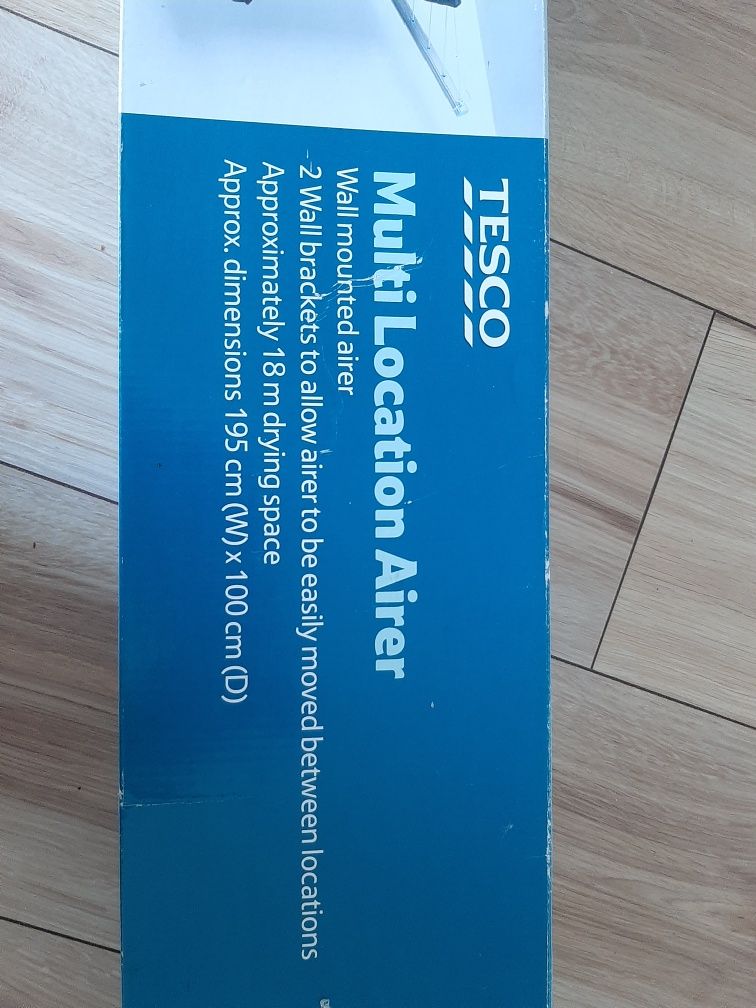 TESCO
Multi Location Airer
Wall mounted airer
2 Wall brackets to allow airer to be easily moved between locations
Approximately 18 m drying space
Approx. dimensions 195 cm (W) x 100 cm (D)